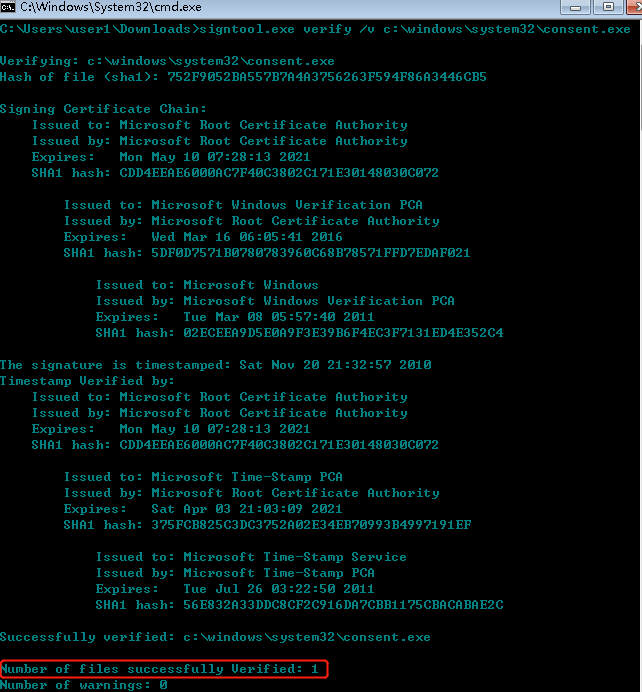 C:\Windows\System32\cmd.exe
C:\Users\user1\Downloads>signtool.exe verify /v c:\windows\system32\consent.exe
Verifying: c:\windows\system32\consent.exe
Hash of file (sha1): 752F9052BA557B7A4A3756263F594F86A3446CB5
Signing Certificate Chain:
Issued to: Microsoft Root Certificate Authority
Issued by: Microsoft Root Certificate Authority
Expires: Mon May 10 07:28:13 2021
SHA1 hash: CDD4EEAE6000AC7F40C3802C171E30148030C072
Issued to: Microsoft Windows Verification PCA
Issued by: Microsoft Root Certificate Authority
Expires: Wed Mar 16 06:05:41 2016
SHA1 hash: 5DF0D7571B0780783960C68B78571FFD7EDAF021
Issued to: Microsoft Windows
Issued by: Microsoft Windows Verification PCA
Expires: Tue Mar 08 05:57:40 2011
SHA1 hash: 02ECEEA9D5E0A9F3E39B6F4EC3F7131ED4E352C4
The signature is timestamped: Sat Nov 20 21:32:57 2010
Timestamp Verified by:
Issued to: Microsoft Root Certificate Authority
Issued by: Microsoft Root Certificate Authority
Expires: Mon May 10 07:28:13 2021
SHA1 hash: CDD4EEAE6000AC7F40C3802C171E30148030C072
Issued to: Microsoft Time-Stamp PCA
Issued by: Microsoft Root Certificate Authority
Expires: Sat Apr 03 21:03:09 2021
SHA1 hash: 375FCB825C3DC3752A02E34EB70993B4997191EF
Issued to: Microsoft Time-Stamp Service
Issued by: Microsoft Time-Stamp PCA
Expires: Tue Jul 26 03:22:50 2011
SHA1 hash: 56E832A33DDC8CF2C916DA7CBB1175CBACABAE2C
Successfully verified: c:\windows\system32\consent.exe
Number of files successfully Verified: 1
Number of warnings: 0